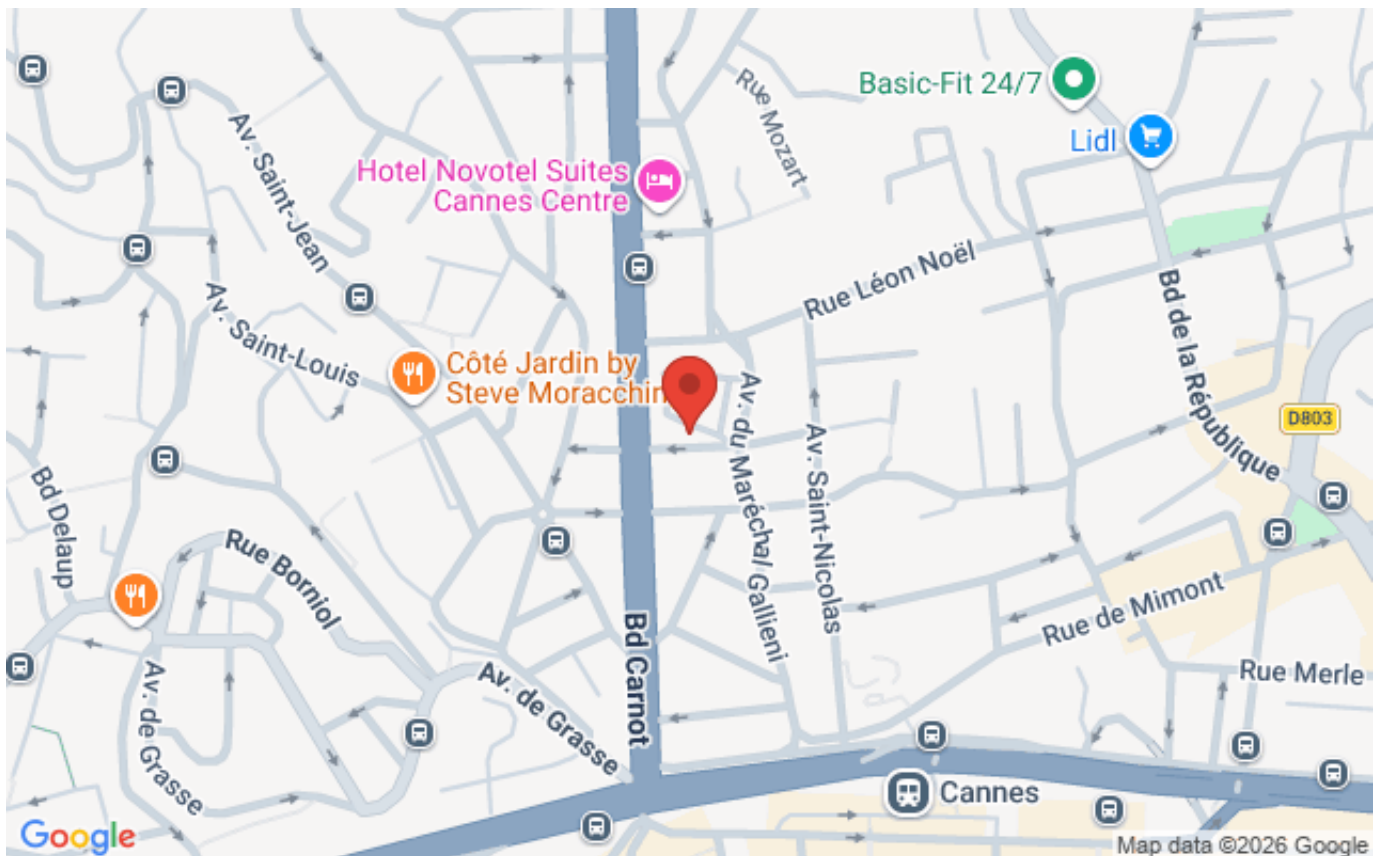 Basic-Fit 24/7
Rue Mozart
Lidl
Av. Saint-Jean
Hotel Novotel Suites
Cannes Centre
Rue Léon Noël
Av. Saint-Louis
Bd de la République
Côté Jardin by
Steve Moracchin
Av. du Maréchal Gallieni
Av. Saint-Nicolas
D803
Bd Delaup
Rue Borniol
Rue de Mimont
Bd Carnot
Av. de Grasse
Rue Merle
Av. de Grasse
Cannes
Google
Map data ©2026 Google